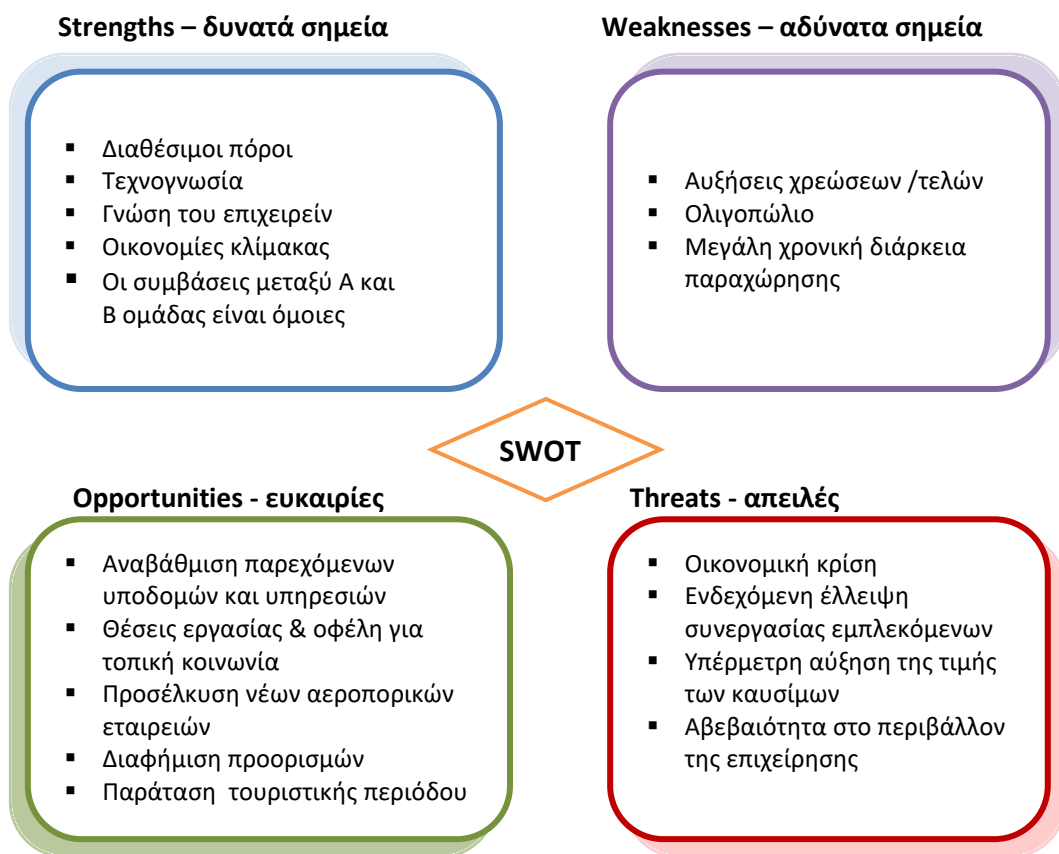 Strengths – δυνατά σημεία
Διαθέσιμοι πόροι
Τεχνογνωσία
Γνώση του επιχειρείν
Οικονομίες κλίμακας
Οι συμβάσεις μεταξύ Α και
Β ομάδας είναι όμοιες
Weaknesses – αδύνατα σημεία
Αυξήσεις χρεώσεων /τελών
Ολιγοπώλιο
Μεγάλη χρονική διάρκεια
παραχώρησης
SWOT
Opportunities - ευκαιρίες
Αναβάθμιση παρεχόμενων
υποδομών και υπηρεσιών
Θέσεις εργασίας & οφέλη για
τοπική κοινωνία
Προσέλκυση νέων αεροπορικών
εταιρειών
Διαφήμιση προορισμών
Παράταση τουριστικής περιόδου
Threats - απειλές
Οικονομική κρίση
Ενδεχόμενη έλλειψη
συνεργασίας εμπλεκόμενων
Υπέρμετρη αύξηση της τιμής
των καυσίμων
Αβεβαιότητα στο περιβάλλον
της επιχείρησης